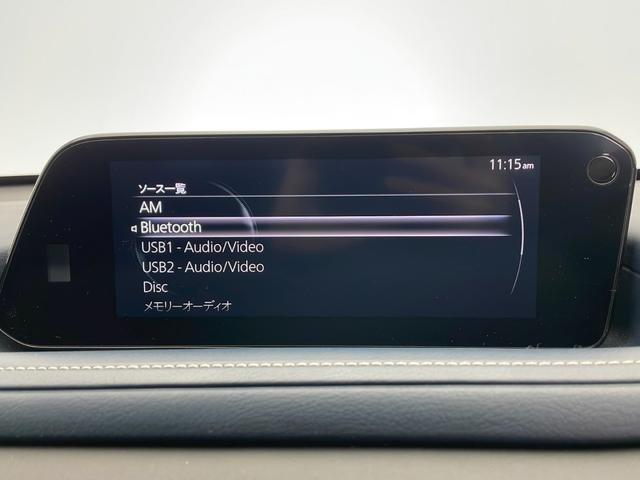 11:15am
ソース一覧
AM
Bluetooth
USB1 - Audio/Video
USB2 - Audio/Video
Disc
メモリーオーディオ